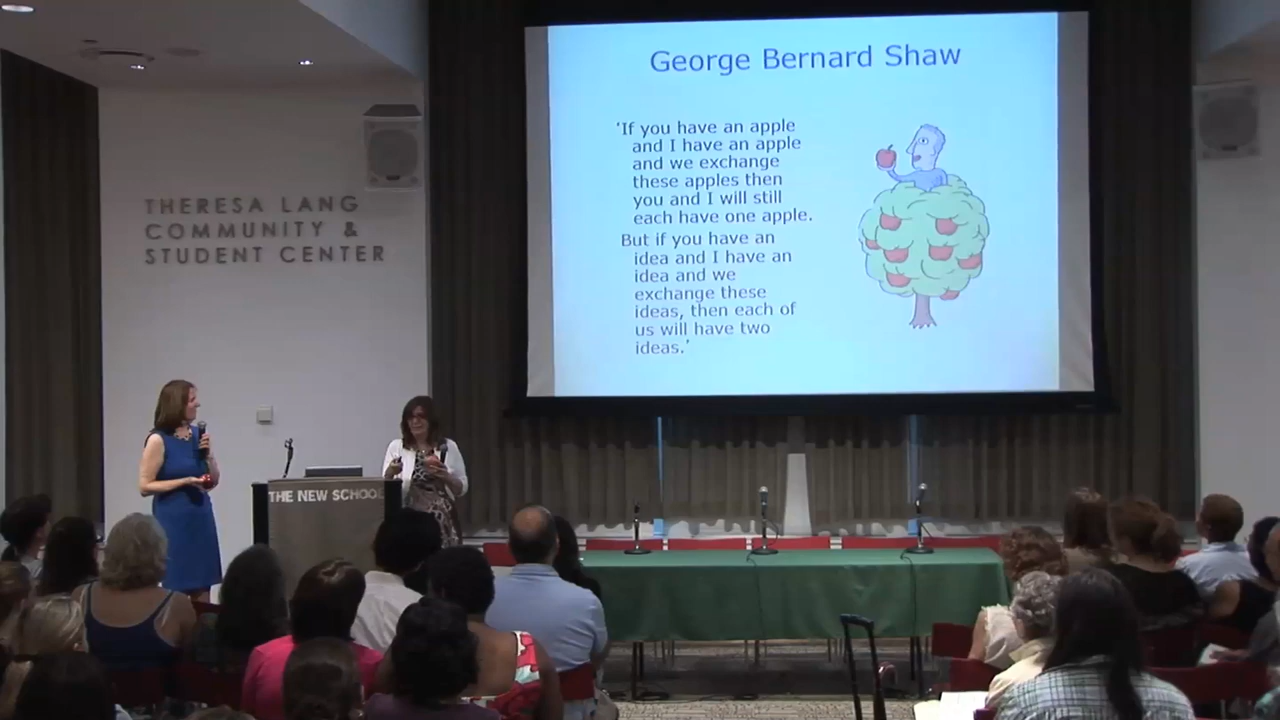 George Bernard Shaw
'If you have an apple
and I have an apple
and we exchange
these apples then
you and I will still
each have one apple.
But if you have an
idea and I have an
idea and we
exchange these
ideas, then each of
us will have two
ideas.'
THERESA LANG
COMMUNITY &
STUDENT CENTER
THE NEW SCHOOL